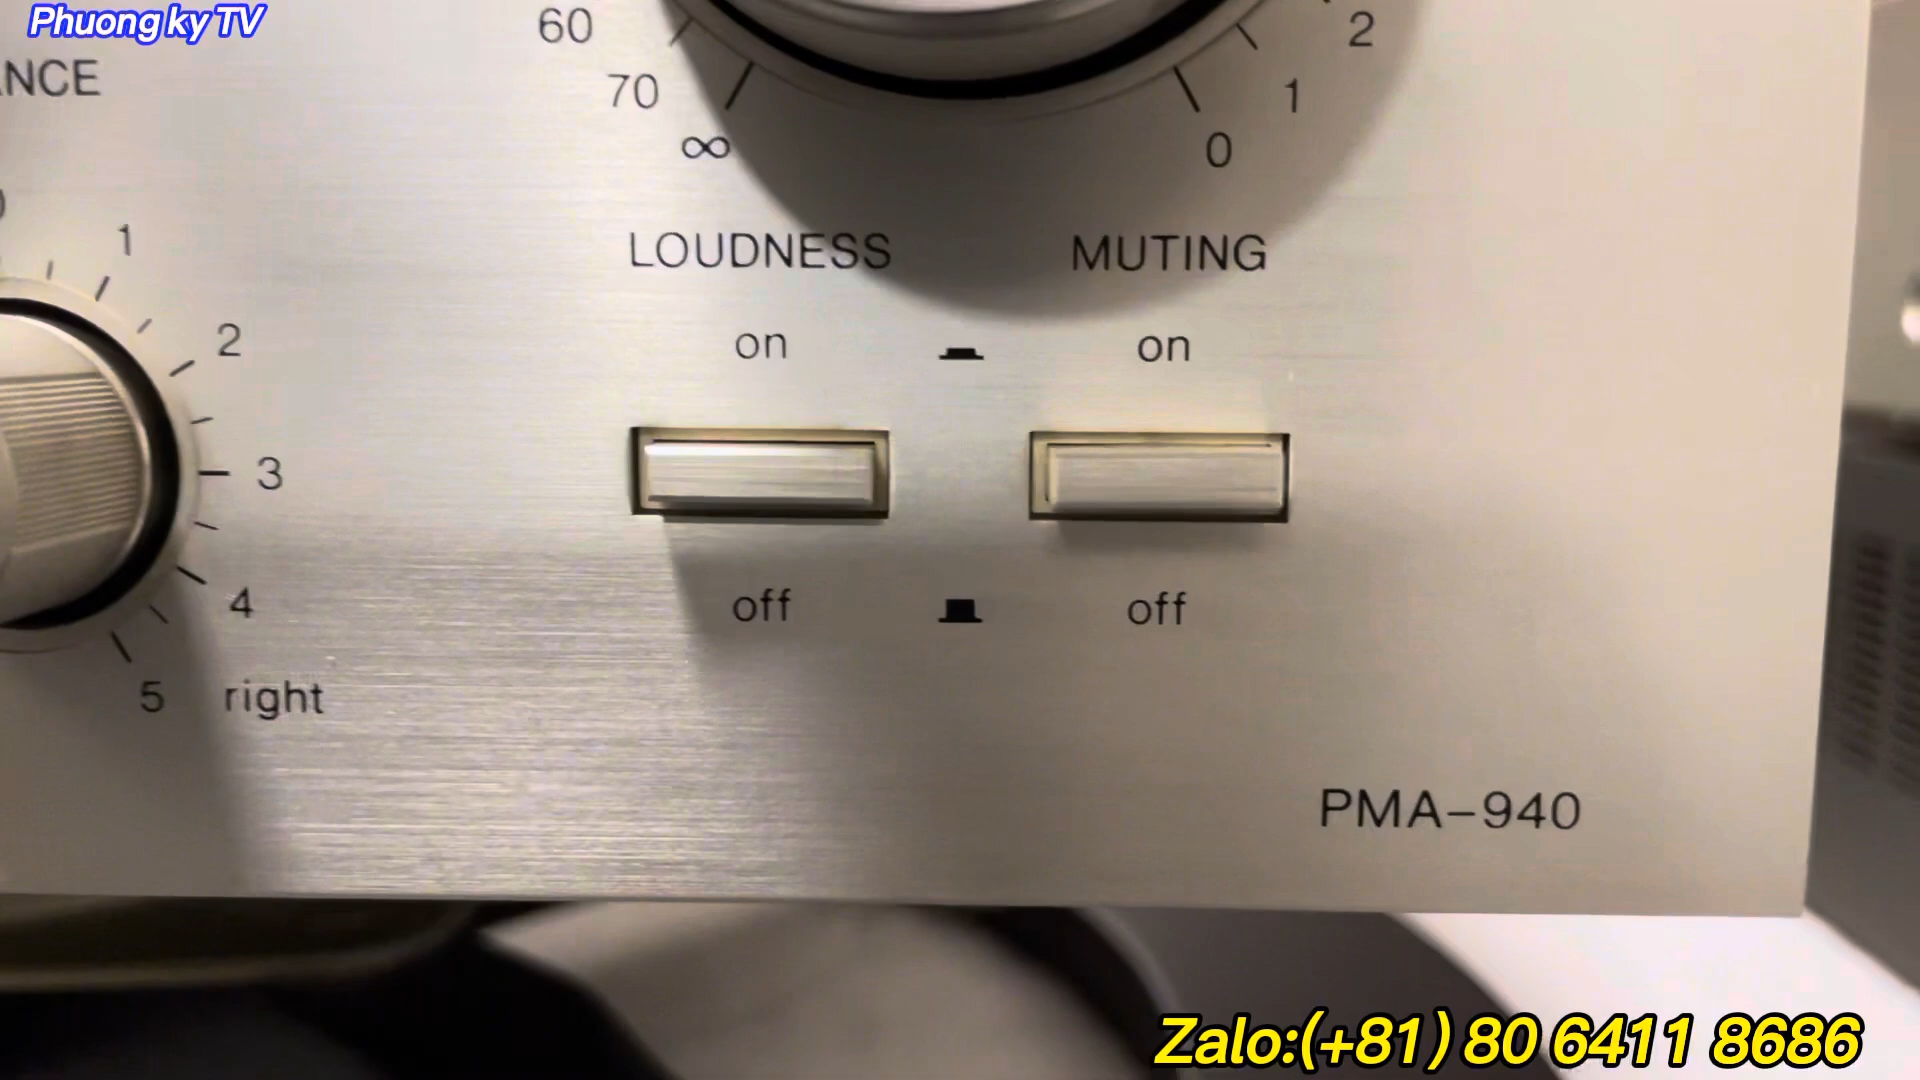 Phuong ky TV
60
2
70
1
∞
0
NCE
1
LOUDNESS
MUTING
2
on
on
3
off
off
4
5
right
PMA-940
Zalo:(+81) 80 6411 8686